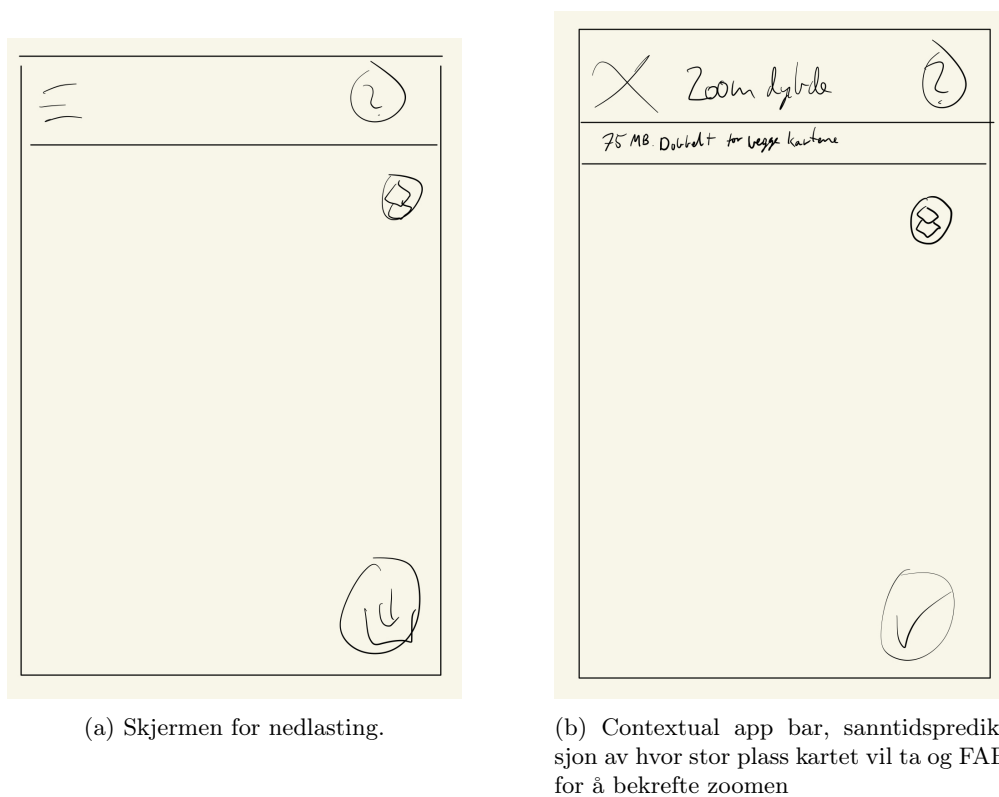 ?
Zoom dybde ?
75 MB. Dobbelt for begge kartene
(a) Skjermen for nedlasting.
(b) Contextual app bar, sanntidspredik
sjon av hvor stor plass kartet vil ta og FAB
for å bekrefte zoomen